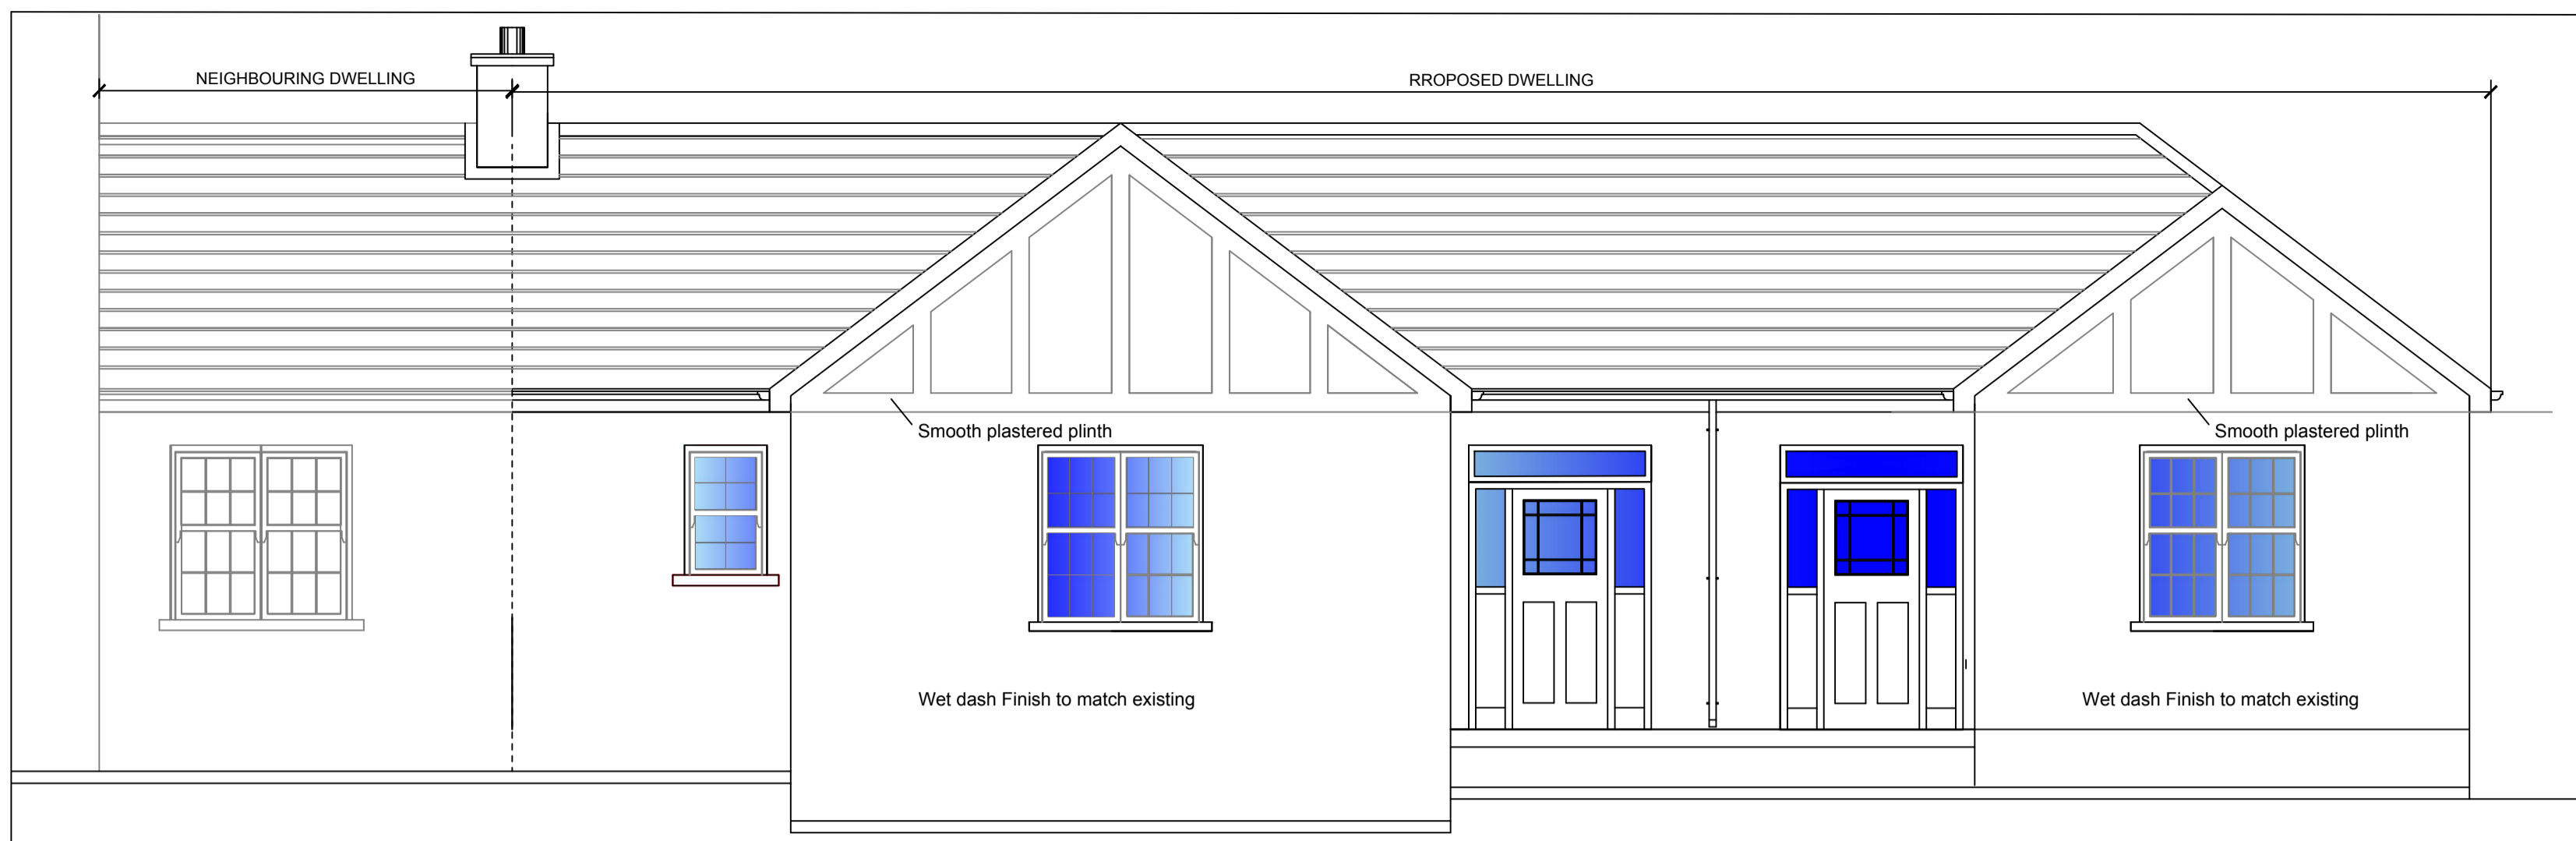 NEIGHBOURING DWELLING
RROPOSED DWELLING
Smooth plastered plinth
Smooth plastered plinth
Wet dash Finish to match existing
Wet dash Finish to match existing